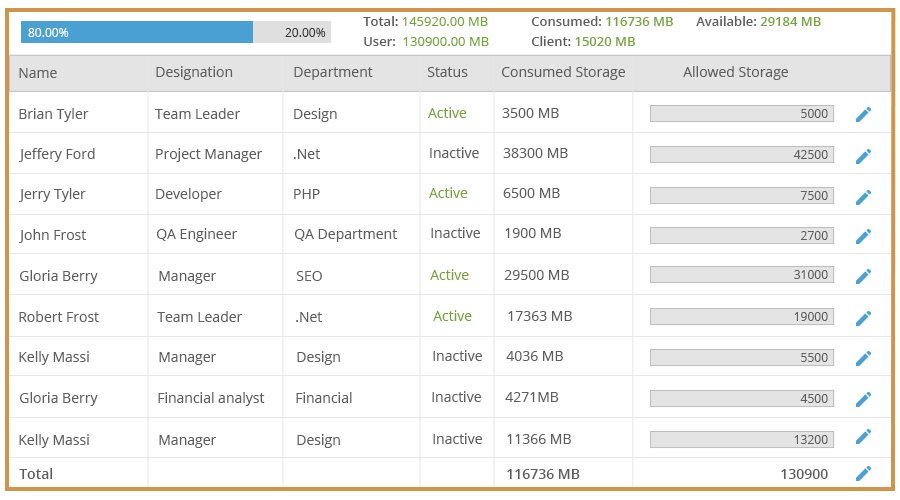 80.00% 20.00% Total: 145920.00 MB Consumed: 116736 MB Available: 29184 MB
User: 130900.00 MB Client: 15020 MB
Name Designation Department Status Consumed Storage Allowed Storage
Brian Tyler Team Leader Design Active 3500 MB 5000
Jeffery Ford Project Manager .Net Inactive 38300 MB 42500
Jerry Tyler Developer PHP Active 6500 MB 7500
John Frost QA Engineer QA Department Inactive 1900 MB 2700
Gloria Berry Manager SEO Active 29500 MB 31000
Robert Frost Team Leader .Net Active 17363 MB 19000
Kelly Massi Manager Design Inactive 4036 MB 5500
Gloria Berry Financial analyst Financial Inactive 4271MB 4500
Kelly Massi Manager Design Inactive 11366 MB 13200
Total 116736 MB 130900